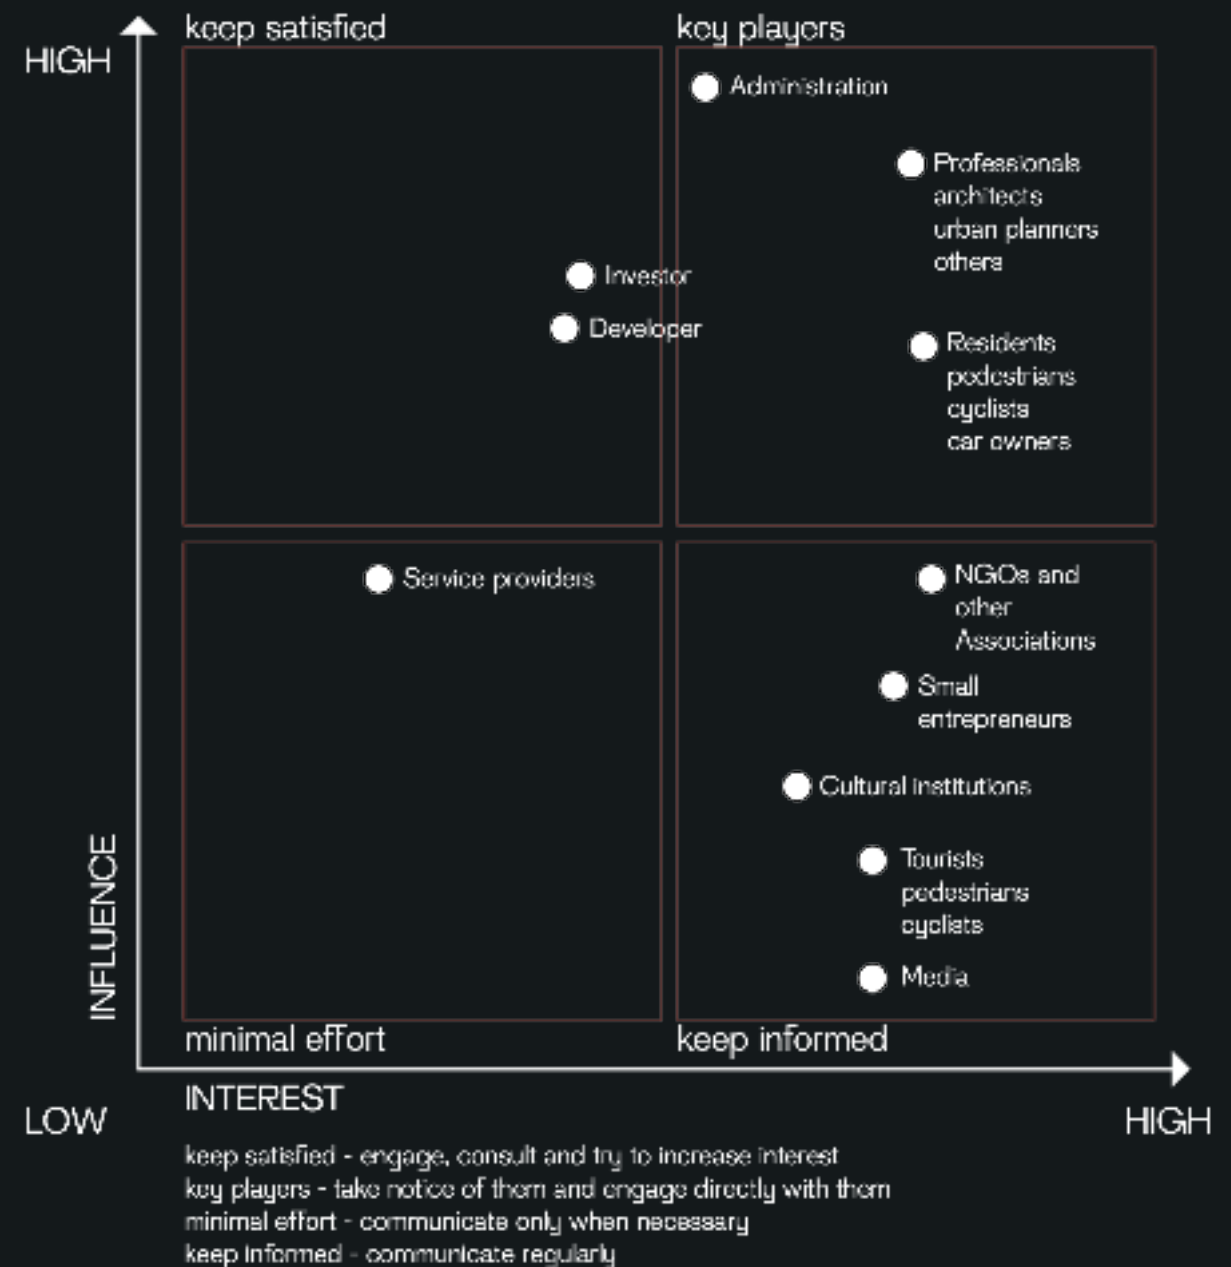 keep satisfied
key players
HIGH
Administration
Professionals
architects
urban planners
others
Investor
Developer
Residents
pedestrians
cyclists
car owners
Service providers
NGOs and
other
Associations
Small
entrepreneurs
Cultural institutions
Tourists
pedestrians
cyclists
Media
INFLUENCE
minimal effort
keep informed
INTEREST
LOW
HIGH
keep satisfied - engage, consult and try to increase interest
key players - take notice of them and engage directly with them
minimal effort - communicate only when necessary
keep informed - communicate regularly